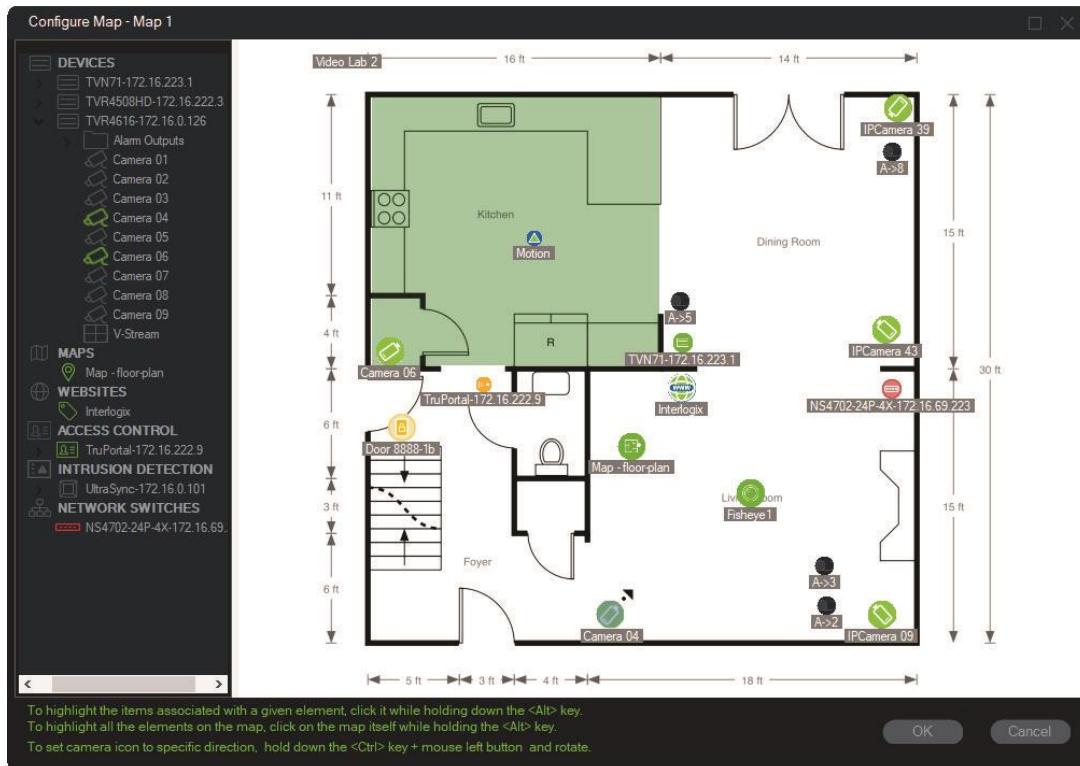 Configure Map - Map 1
DEVICES
TVN71-172.16.223.1
TVR4508HD-172.16.222.3
TVR4616-172.16.0.126
Alarm Outputs
Camera 01
Camera 02
Camera 03
Camera 04
Camera 05
Camera 06
Camera 07
Camera 08
Camera 09
V-Stream
MAPS
Map - floor-plan
WEBSITES
Interlogix
ACCESS CONTROL
TruPortal-172.16.222.9
INTRUSION DETECTION
UltraSync-172.16.0.101
NETWORK SWITCHES
NS4702-24P-4X-172.16.69..
Video Lab 2
16 ft
14 ft
IPCamera 39
A->8
11 ft
Kitchen
Motion
Dining Room
15 ft
A->5
4 ft
R
TVN71-172.16.223.1
IPCamera 43
Camera 06
30 ft
TruPortal-172.16.222.9
WWW
Interlogix
NS4702-24P-4X-172.16.69.223
6 ft
Door 8888-1b
Map - floor-plan
3 ft
Fisheye1
15 ft
Foyer
A->3
6 ft
A->2
Camera 04
IPCamera 09
5 ft
3 ft
4 ft
18 ft
To highlight the items associated with a given element, click it while holding down the <Alt> key.
To highlight all the elements on the map, click on the map itself while holding the <Alt> key.
To set camera icon to specific direction, hold down the <Ctrl> key + mouse left button and rotate.
OK
Cancel